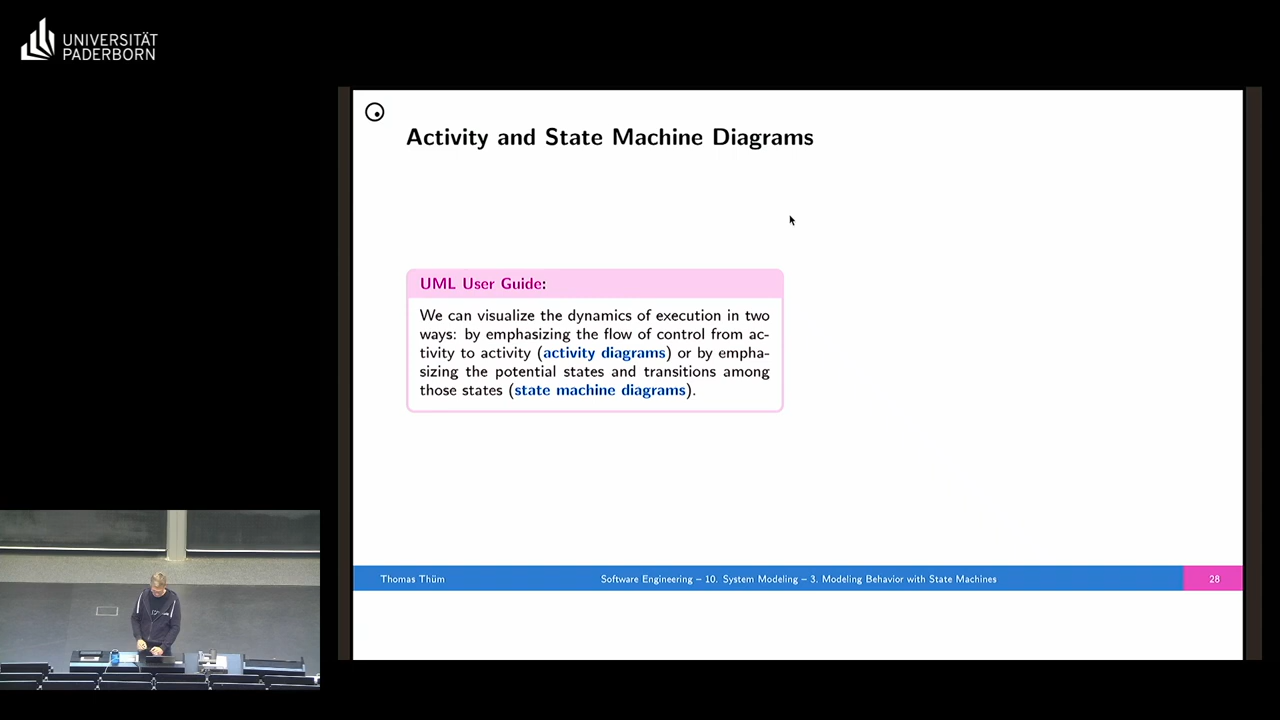 UNIVERSITÄT
PADERBORN
Activity and State Machine Diagrams
UML User Guide:
We can visualize the dynamics of execution in two
ways: by emphasizing the flow of control from ac-
tivity to activity (activity diagrams) or by empha-
sizing the potential states and transitions among
those states (state machine diagrams).
Thomas Thüm
Software Engineering – 10. System Modeling – 3. Modeling Behavior with State Machines
28